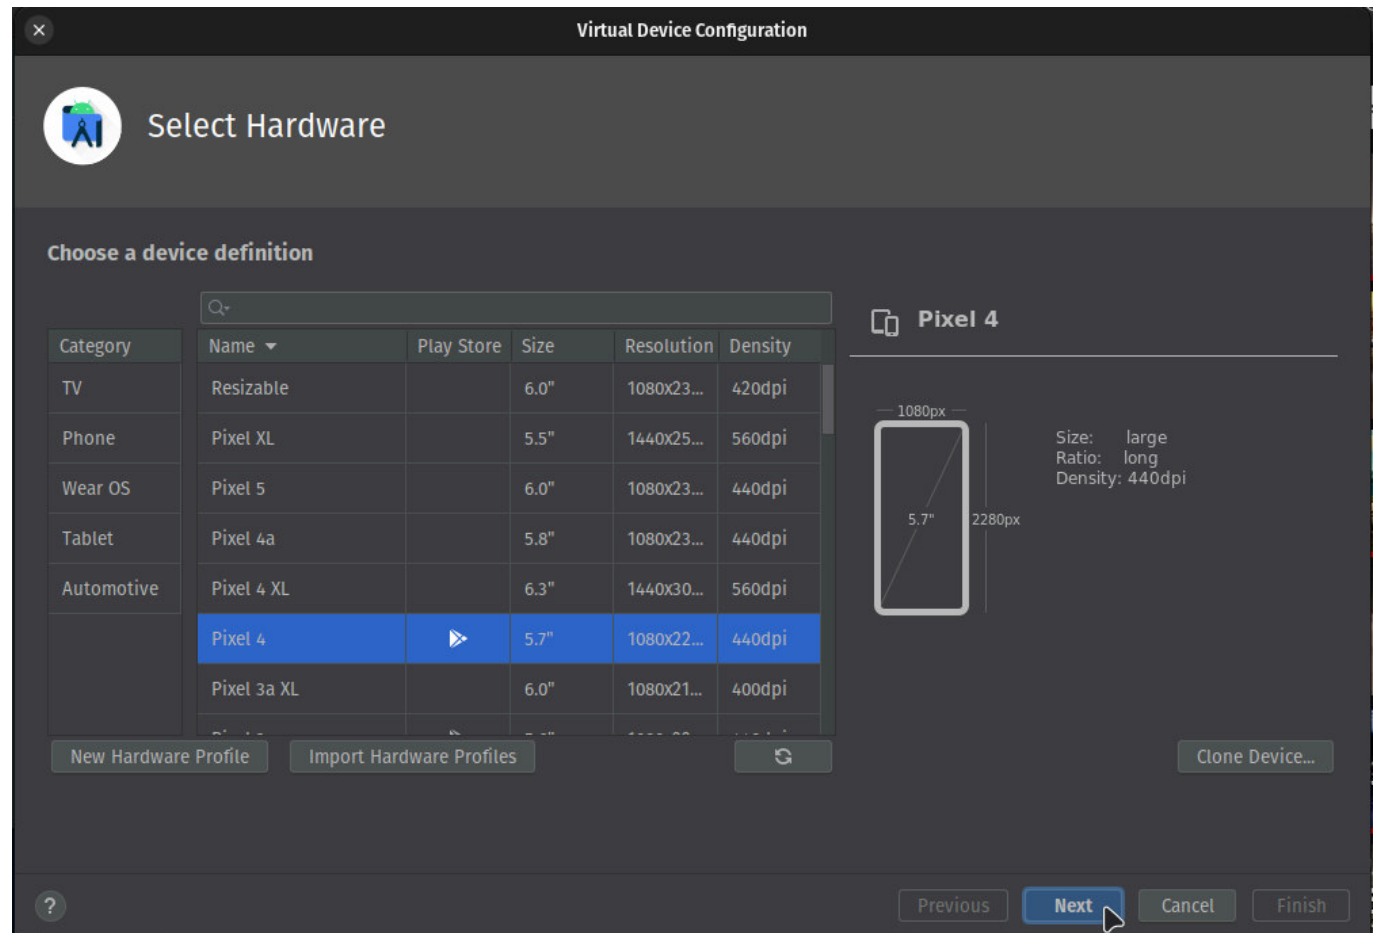 Virtual Device Configuration
Select Hardware
Choose a device definition
Category
Name Play Store Size Resolution Density
TV
Phone
Wear OS
Tablet
Automotive
Resizable 6.0" 1080x23... 420dpi
Pixel XL 5.5" 1440x25... 560dpi
Pixel 5 6.0" 1080x23... 440dpi
Pixel 4a 5.8" 1080x23... 440dpi
Pixel 4 XL 6.3" 1440x30... 560dpi
Pixel 4 5.7" 1080x22... 440dpi
Pixel 3a XL 6.0" 1080x21... 400dpi
New Hardware Profile
Import Hardware Profiles
Pixel 4
1080px
5.7"
2280px
Size: large
Ratio: long
Density: 440dpi
Clone Device...
?
Previous
Next
Cancel
Finish